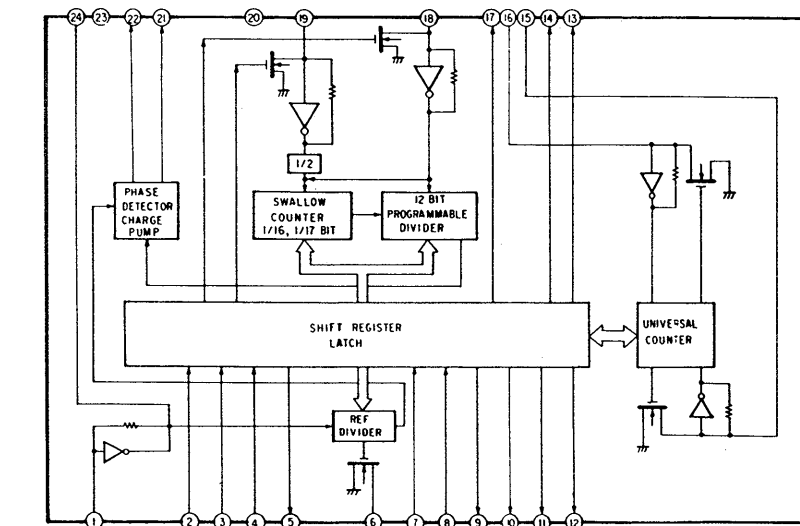 24 23 22 21 20 19 18 17 16 15 14 13
1/2
PHASE
DETECTOR
CHARGE
PUMP
SWALLOW
COUNTER
1/16, 1/17 BIT
12 BIT
PROGRAMMABLE
DIVIDER
SHIFT REGISTER
LATCH
UNIVERSAL
COUNTER
REF
DIVIDER
1 2 3 4 5 6 7 8 9 10 11 12